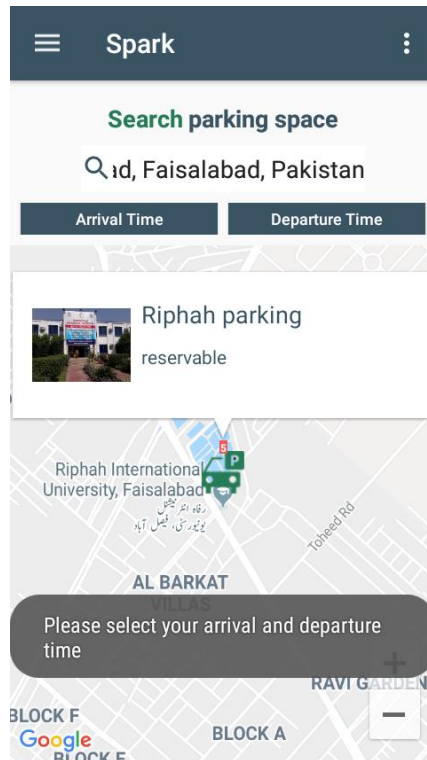 Spark
Search parking space
ad, Faisalabad, Pakistan
Arrival Time
Departure Time
Riphah parking
reservable
5
P
Riphah International
University, Faisalabad
رفاہ انٹرنیشنل
یونیورسٹی، فیصل آباد
Toheed Rd
AL BARKAT
VILLAS
Please select your arrival and departure
time
+
RAVI GARDEN
−
BLOCK F
Google
BLOCK A
BLOCK E